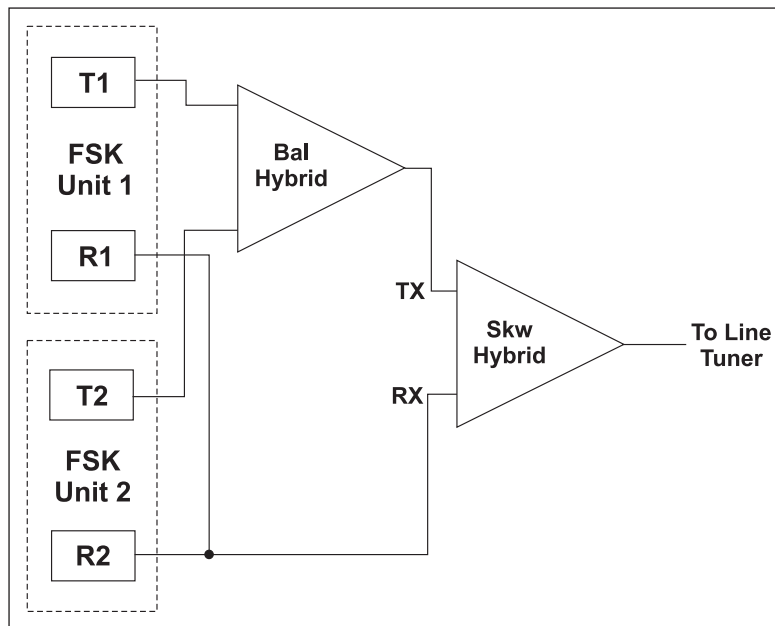 T1
FSK
Unit 1
R1
Bal
Hybrid
T2
FSK
Unit 2
R2
TX
RX
Skw
Hybrid
To Line
Tuner